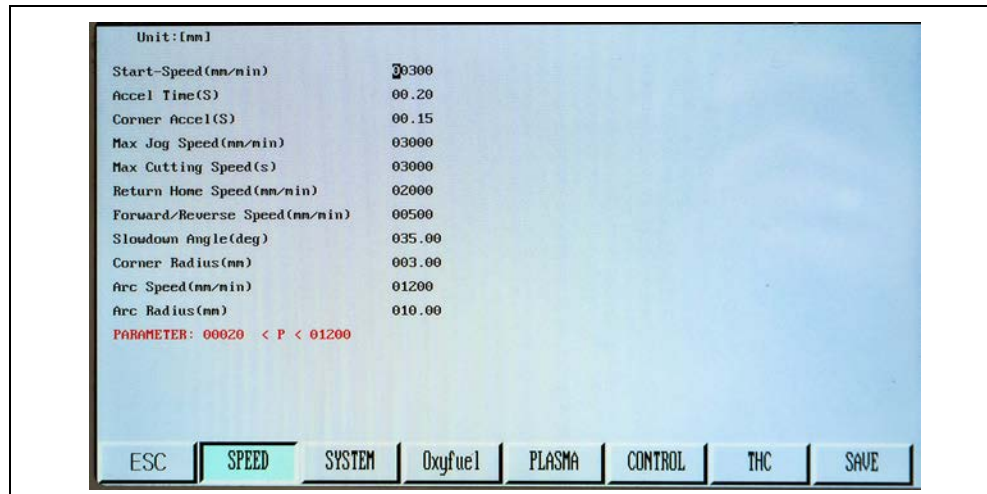 Unit:[mm]
Start-Speed(mm/min) 00300
Accel Time(S) 00.20
Corner Accel(S) 00.15
Max Jog Speed(mm/min) 03000
Max Cutting Speed(s) 03000
Return Home Speed(mm/min) 02000
Forward/Reverse Speed(mm/min) 00500
Slowdown Angle(deg) 035.00
Corner Radius(mm) 003.00
Arc Speed(mm/min) 01200
Arc Radius(mm) 010.00
PARAMETER: 00020 < P < 01200
ESC SPEED SYSTEM Oxyfuel PLASMA CONTROL THC SAVE